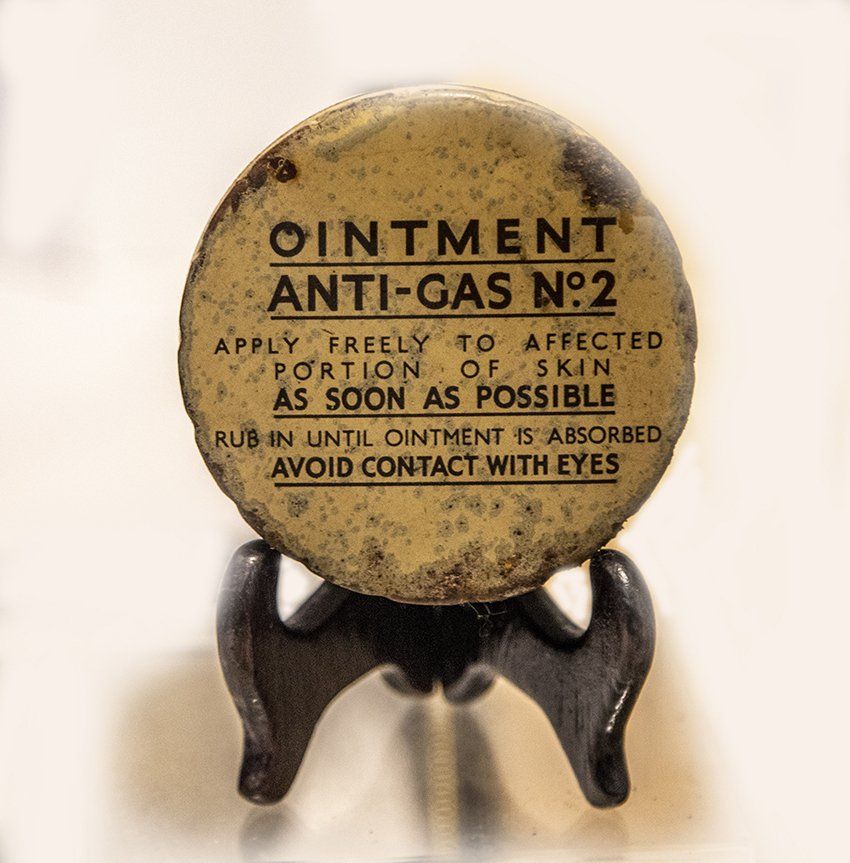 OINTMENT
ANTI-GAS Nº.2
APPLY FREELY TO AFFECTED
PORTION OF SKIN
AS SOON AS POSSIBLE
RUB IN UNTIL OINTMENT IS ABSORBED
AVOID CONTACT WITH EYES